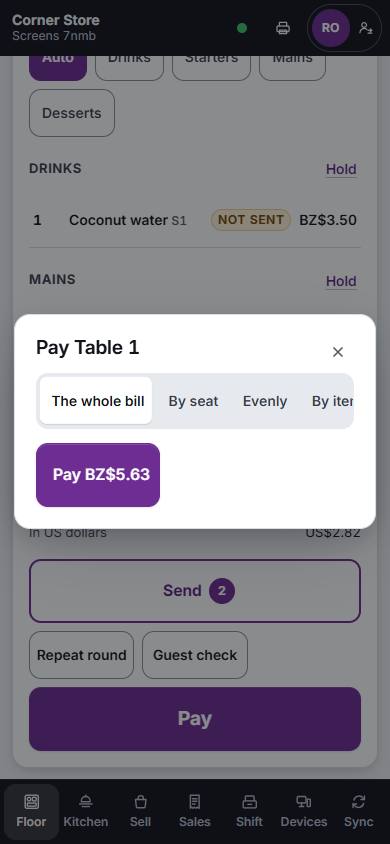 Corner Store
Screens 7nmb
RO
Auto
Drinks
Starters
Mains
Desserts
DRINKS
Hold
1 Coconut water S1 NOT SENT BZ$3.50
MAINS
Hold
Pay Table 1
×
The whole bill
By seat
Evenly
By iter
Pay BZ$5.63
In US dollars
US$2.82
Send 2
Repeat round
Guest check
Pay
Floor
Kitchen
Sell
Sales
Shift
Devices
Sync